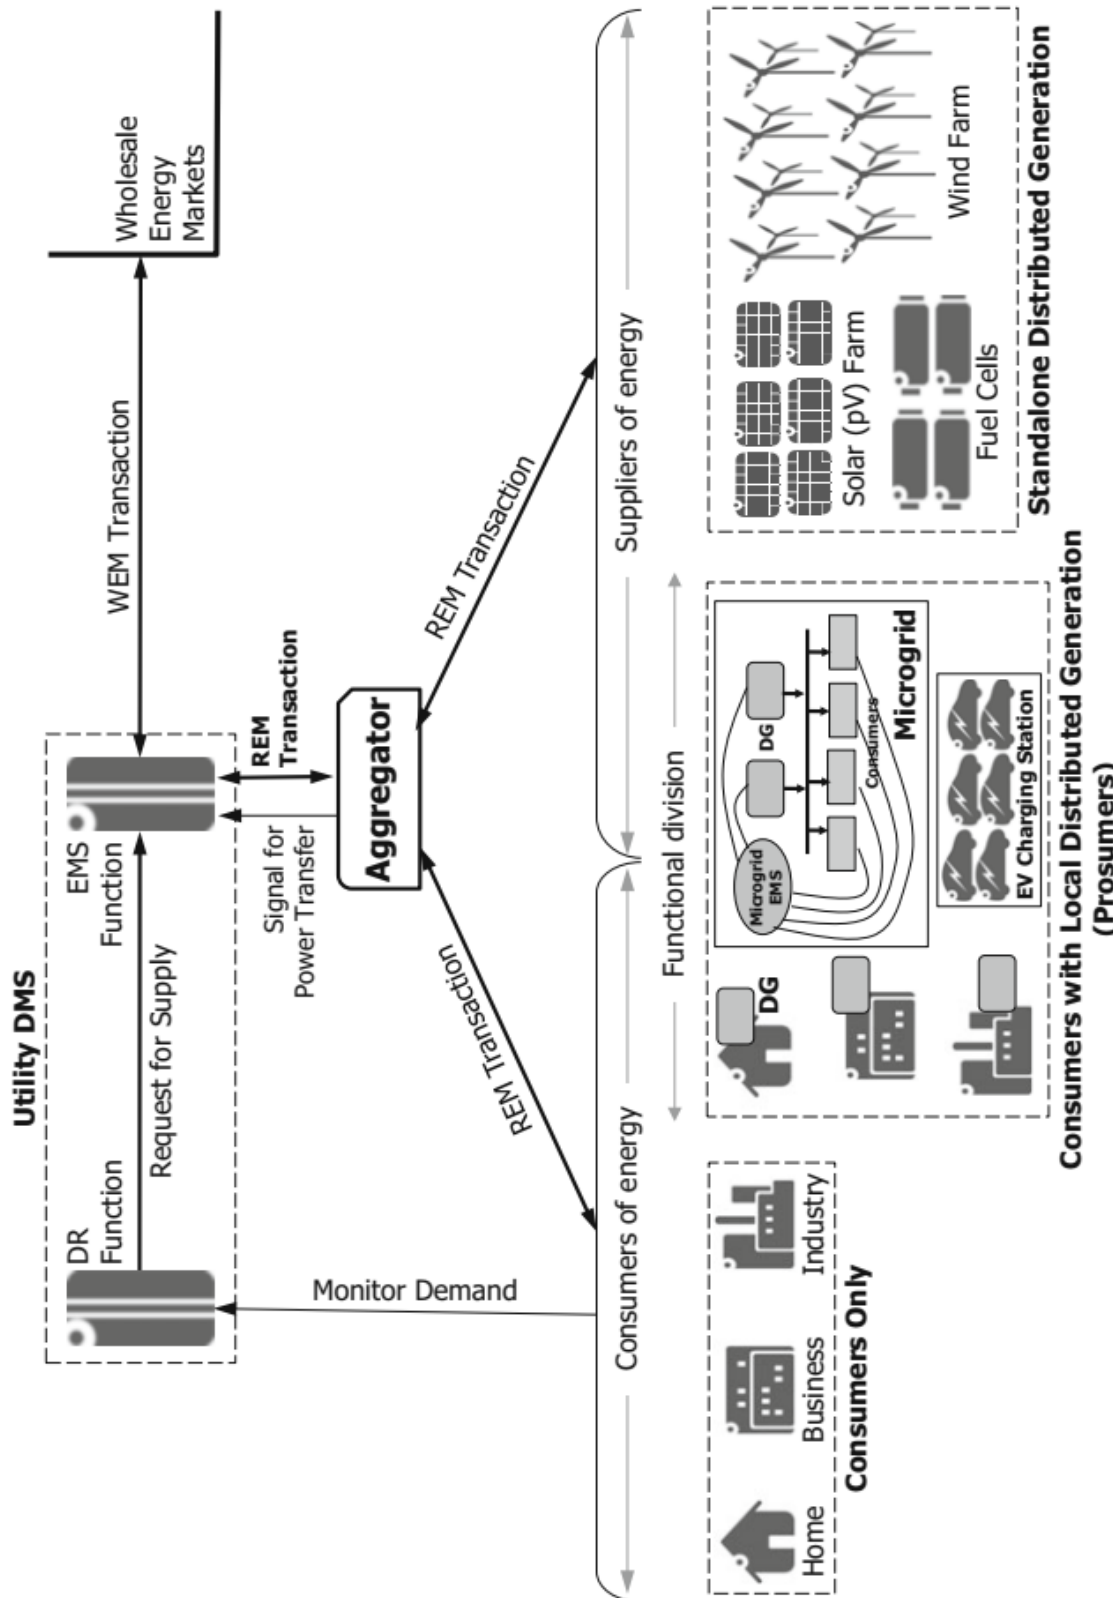 Utility DMS
DR
Function
Request for Supply
EMS
Function
WEM Transaction
Wholesale
Energy
Markets
Monitor Demand
Signal for
Power Transfer
REM
Transaction
Aggregator
REM Transaction
REM Transaction
Consumers of energy
Suppliers of energy
Functional division
Home
Business
Industry
Consumers Only
DG
Microgrid
EMS
DG
Consumers
Microgrid
EV Charging Station
Consumers with Local Distributed Generation
(Prosumers)
Solar (pV) Farm
Fuel Cells
Wind Farm
Standalone Distributed Generation